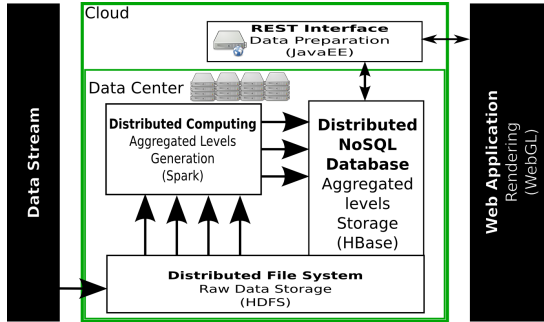 Cloud
REST Interface
Data Preparation
(JavaEE)
Data Center
Distributed Computing
Aggregated Levels
Generation
(Spark)
Distributed
NoSQL
Database
Aggregated
levels
Storage
(HBase)
Distributed File System
Raw Data Storage
(HDFS)
Data Stream
Web Application
Rendering
(WebGL)